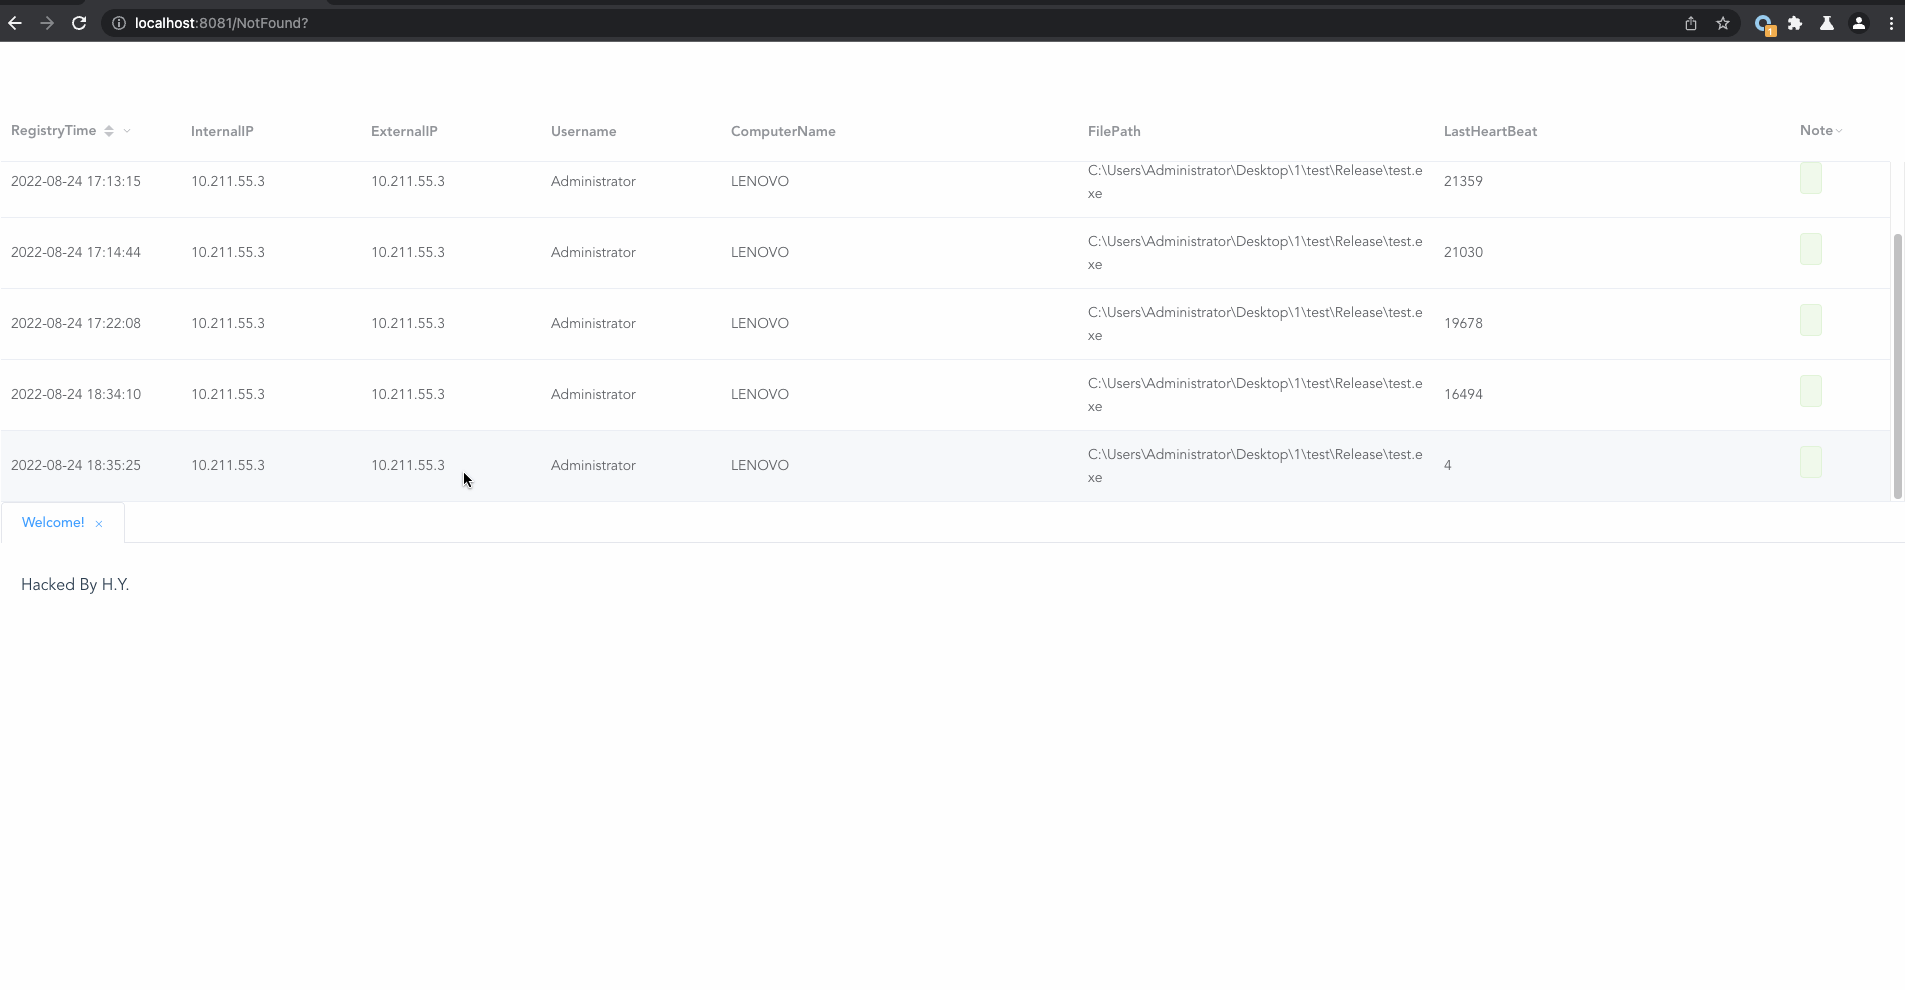 localhost:8081/NotFound?
1
RegistryTime InternalIP ExternalIP Username ComputerName FilePath LastHeartBeat Note
2022-08-24 17:13:15 10.211.55.3 10.211.55.3 Administrator LENOVO C:\Users\Administrator\Desktop\1\test\Release\test.e 21359
xe
2022-08-24 17:14:44 10.211.55.3 10.211.55.3 Administrator LENOVO C:\Users\Administrator\Desktop\1\test\Release\test.e 21030
xe
2022-08-24 17:22:08 10.211.55.3 10.211.55.3 Administrator LENOVO C:\Users\Administrator\Desktop\1\test\Release\test.e 19678
xe
2022-08-24 18:34:10 10.211.55.3 10.211.55.3 Administrator LENOVO C:\Users\Administrator\Desktop\1\test\Release\test.e 16494
xe
2022-08-24 18:35:25 10.211.55.3 10.211.55.3 Administrator LENOVO C:\Users\Administrator\Desktop\1\test\Release\test.e 4
xe
Welcome! ×
Hacked By H.Y.